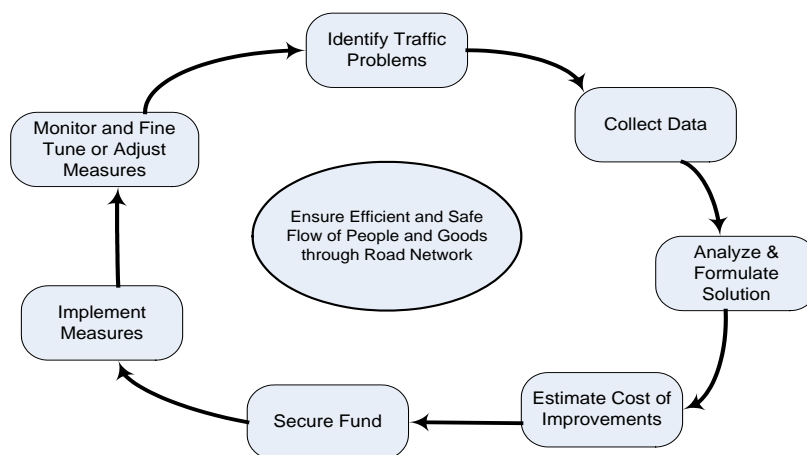 Identify Traffic
Problems
Collect Data
Analyze &
Formulate
Solution
Estimate Cost of
Improvements
Secure Fund
Implement
Measures
Monitor and Fine
Tune or Adjust
Measures
Ensure Efficient and Safe
Flow of People and Goods
through Road Network